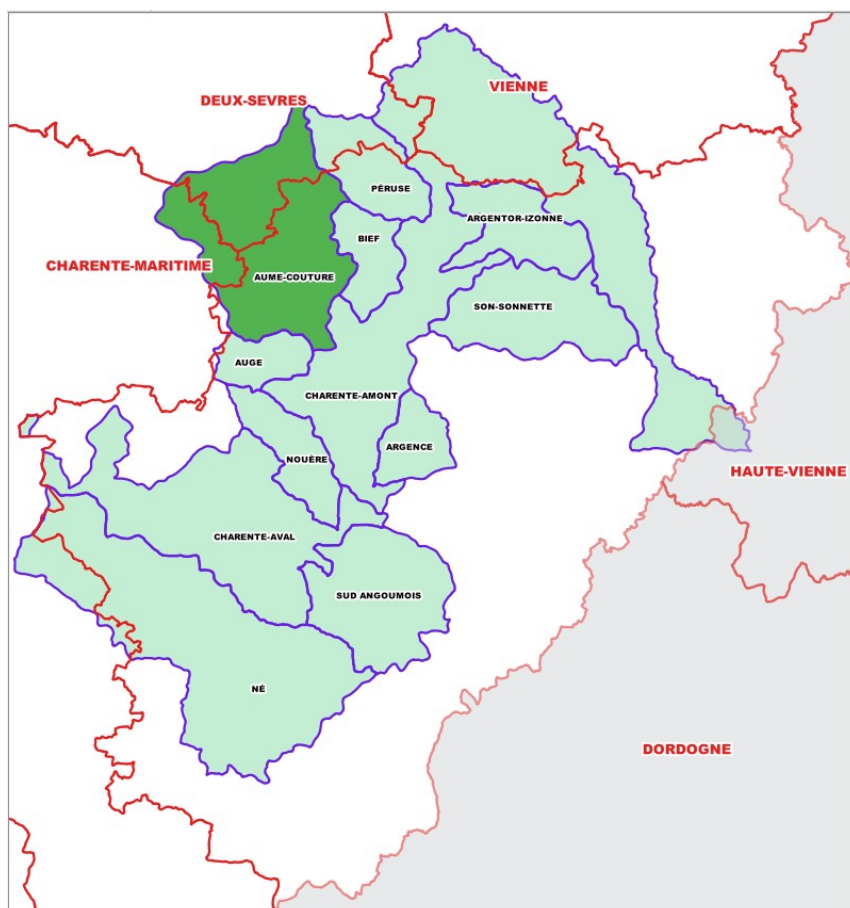 VIENNE
DEUX-SEVRES
PÉRUSE
ARGENTOR-IZONNE
BIEF
CHARENTE-MARITIME
AUME-COUTURE
SON-SONNETTE
AUGE
CHARENTE-AMONT
ARGENCE
NOUÈRE
HAUTE-VIENNE
CHARENTE-AVAL
SUD ANGOUMOIS
NÉ
DORDOGNE